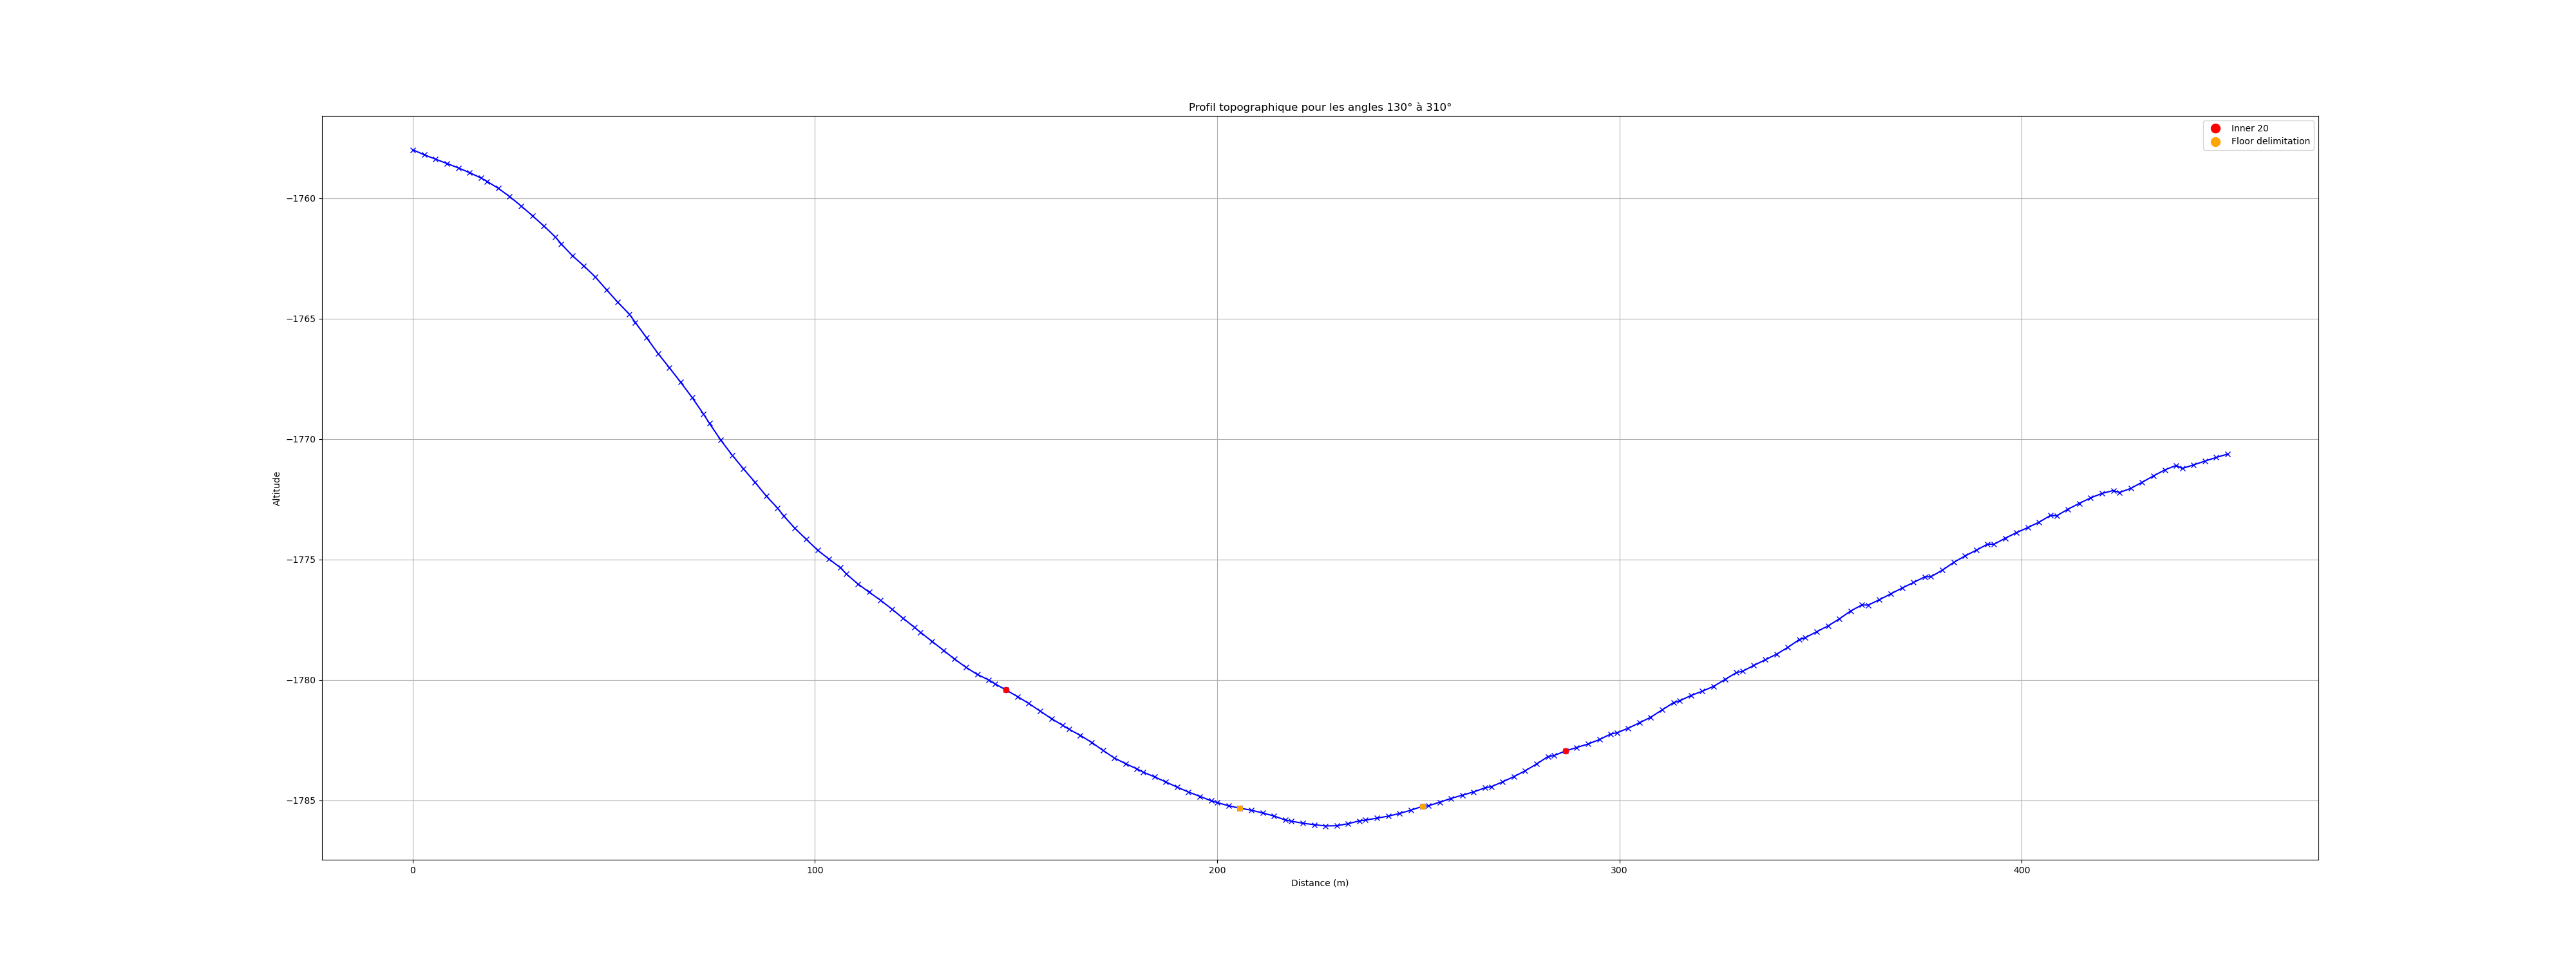 Profil topographique pour les angles 130° à 310°
Inner 20
Floor delimitation
Altitude
−1760
−1765
−1770
−1775
−1780
−1785
0 100 200 300 400
Distance (m)